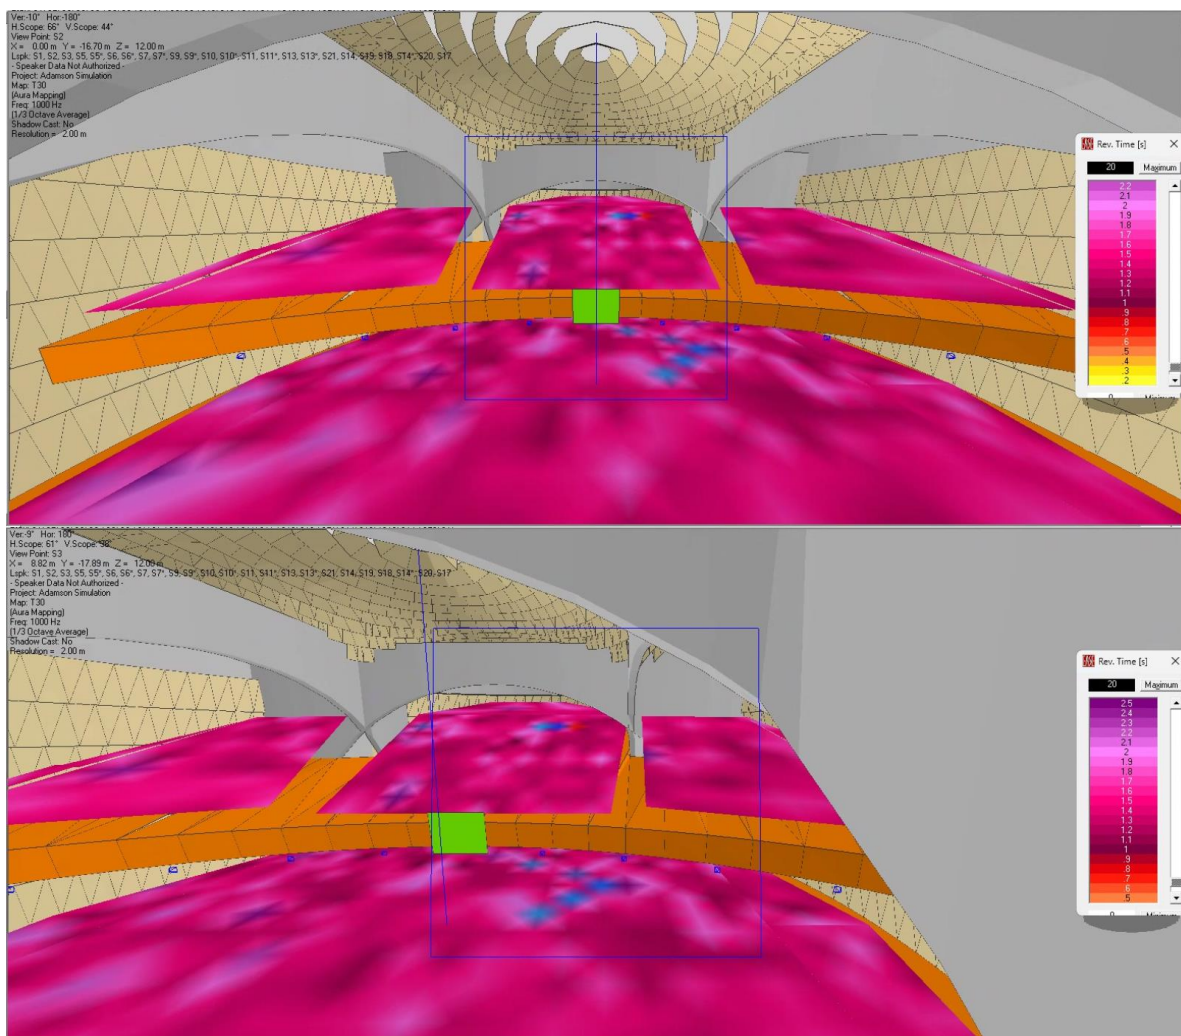 Ver:-10° Hor:-180°
H.Scope: 66° V.Scope: 44°
View Point: S2
X = 0.00 m Y = -16.70 m Z = 12.00 m
Lspk: S1, S2, S3, S5, S5*, S6, S6*, S7, S7*, S9, S9*, S10, S10*, S11, S11*, S13, S13*, S21, S14, S19, S18, S14*, S20, S17
- Speaker Data Not Authorized -
Project: Adamson Simulation
Map: T30
(Aura Mapping)
Freq: 1000 Hz
(1/3 Octave Average)
Shadow Cast: No
Resolution = 2.00 m
Rev. Time [s]
20 Maximum
2.2
2.1
2
1.9
1.8
1.7
1.6
1.5
1.4
1.3
1.2
1.1
1
.9
.8
.7
.6
.5
.4
.3
.2
Ver:-9° Hor: 180°
H.Scope: 61° V.Scope: 38°
View Point: S3
X = 8.82 m Y = -17.89 m Z = 12.00 m
Lspk: S1, S2, S3, S5, S5*, S6, S6*, S7, S7*, S9, S9*, S10, S10*, S11, S11*, S13, S13*, S21, S14, S19, S18, S14*, S20, S17
- Speaker Data Not Authorized -
Project: Adamson Simulation
Map: T30
(Aura Mapping)
Freq: 1000 Hz
(1/3 Octave Average)
Shadow Cast: No
Resolution = 2.00 m
Rev. Time [s]
20 Maximum
2.5
2.4
2.3
2.2
2.1
2
1.9
1.8
1.7
1.6
1.5
1.4
1.3
1.2
1.1
1
.9
.8
.7
.6
.5